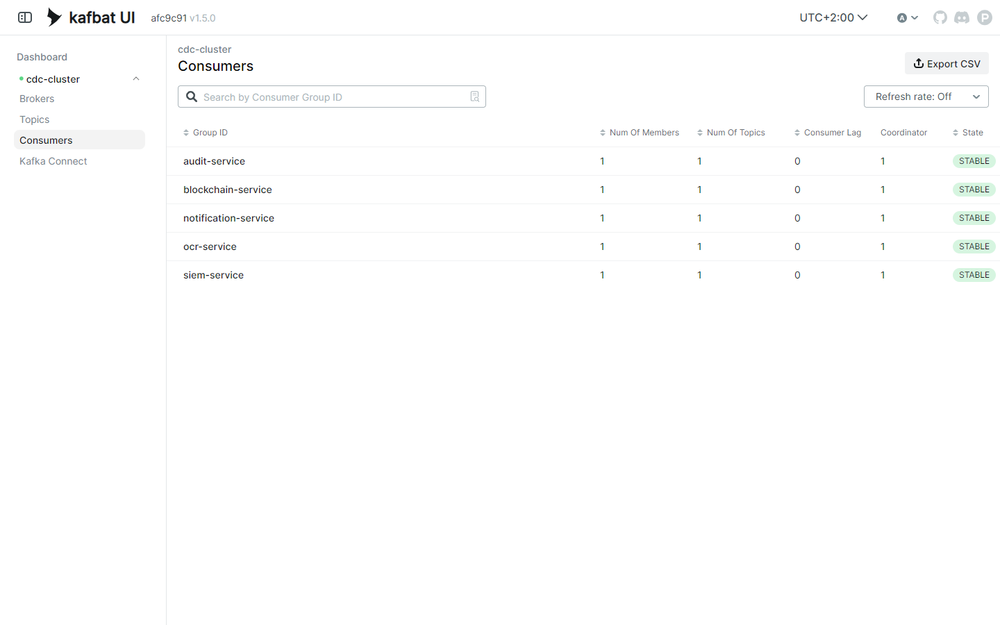 kafbat UI afc9c91 v1.5.0 UTC+2:00 A P
Dashboard
cdc-cluster
Brokers
Topics
Consumers
Kafka Connect
cdc-cluster
Consumers
Export CSV
Search by Consumer Group ID
Refresh rate: Off
Group ID Num Of Members Num Of Topics Consumer Lag Coordinator State
audit-service 1 1 0 1 STABLE
blockchain-service 1 1 0 1 STABLE
notification-service 1 1 0 1 STABLE
ocr-service 1 1 0 1 STABLE
siem-service 1 1 0 1 STABLE